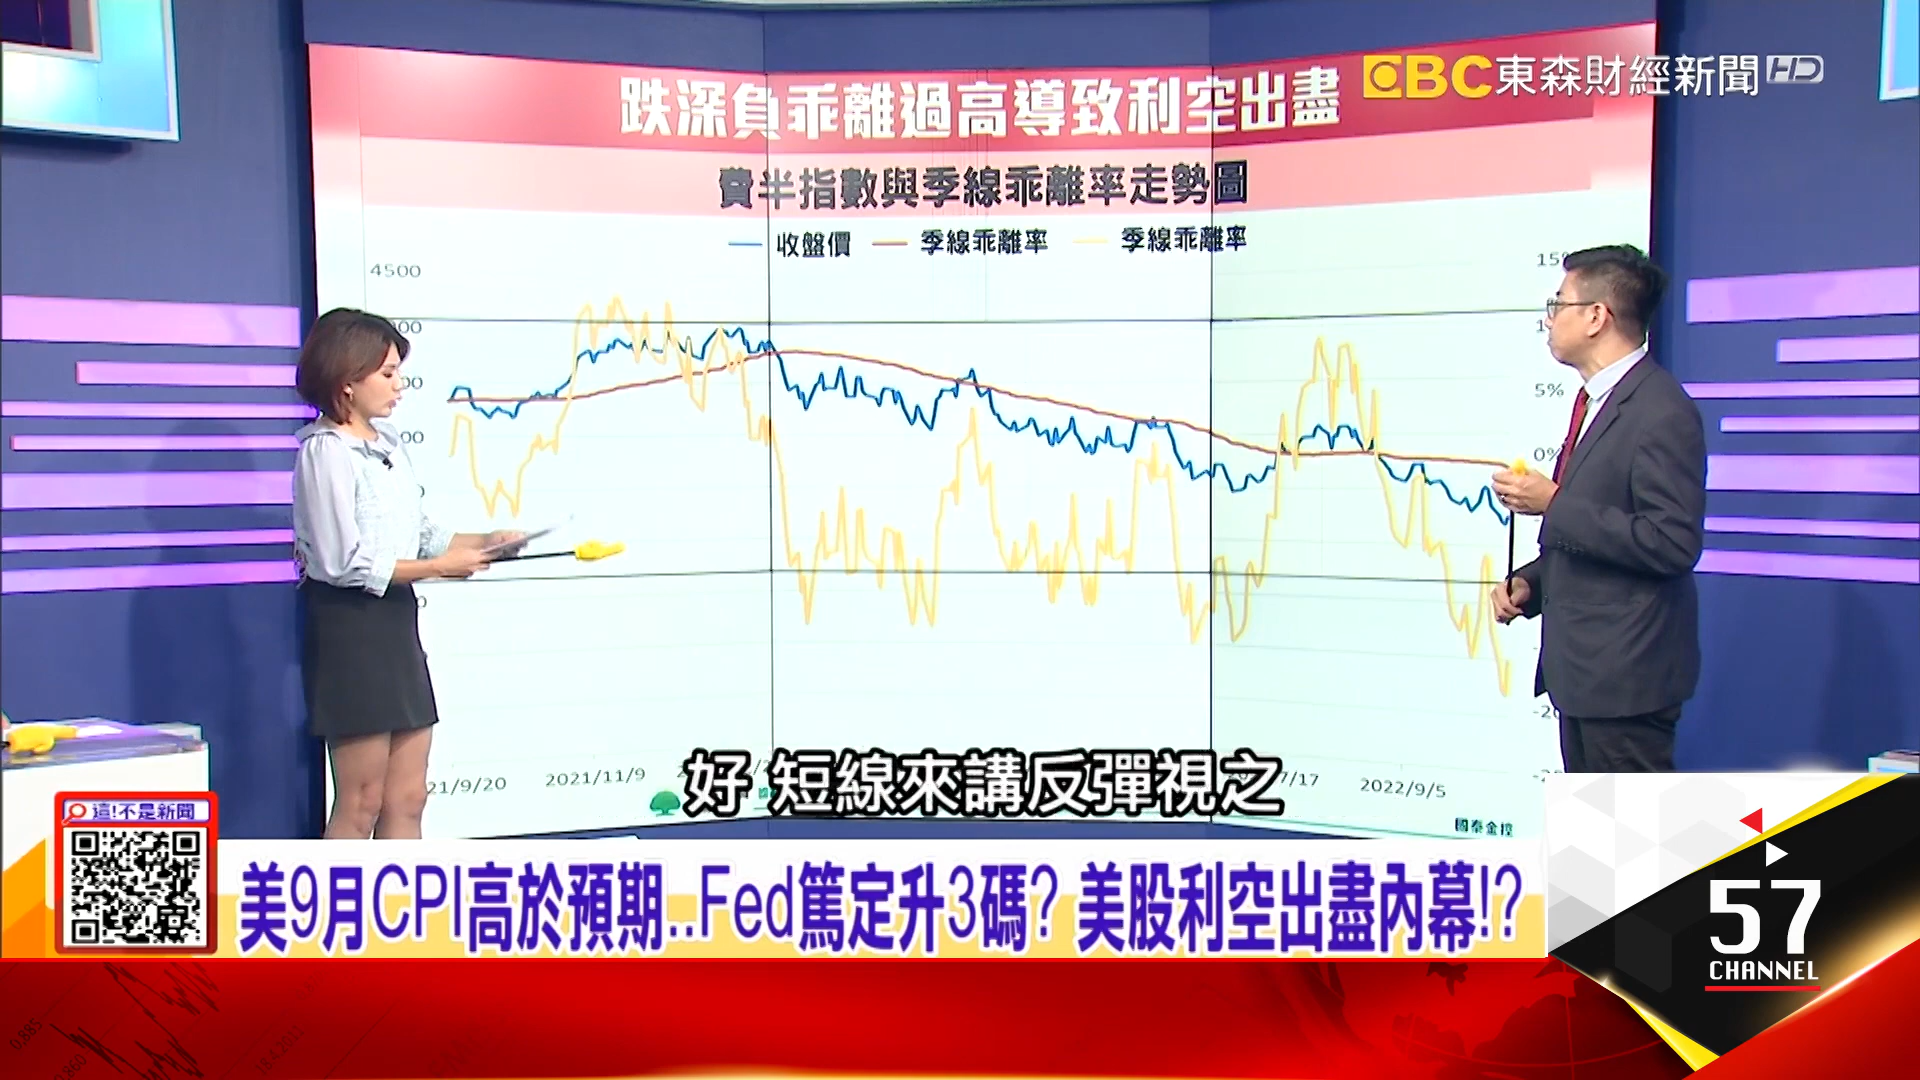 EBC東森財經新聞HD
跌深負乖離過高導致利空出盡
費半指數與季線乖離率走勢圖
收盤價 季線乖離率 季線乖離率
4500
5%
0%
2021/11/9
2022/9/5
國泰金控
好 短線來講反彈視之
這!不是新聞
美9月CPI高於預期..Fed篤定升3碼? 美股利空出盡內幕!?
57
CHANNEL